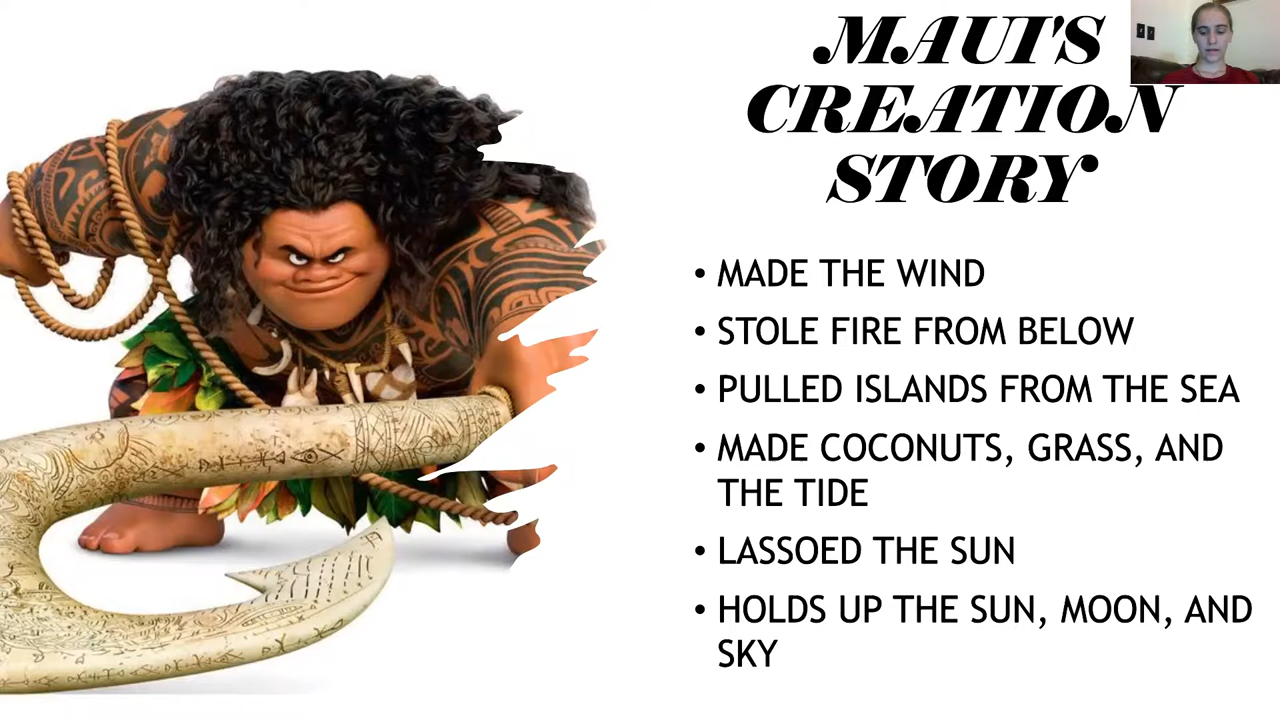 MAUI'S
CREATION
STORY
• MADE THE WIND
• STOLE FIRE FROM BELOW
• PULLED ISLANDS FROM THE SEA
• MADE COCONUTS, GRASS, AND
THE TIDE
• LASSOED THE SUN
• HOLDS UP THE SUN, MOON, AND
SKY